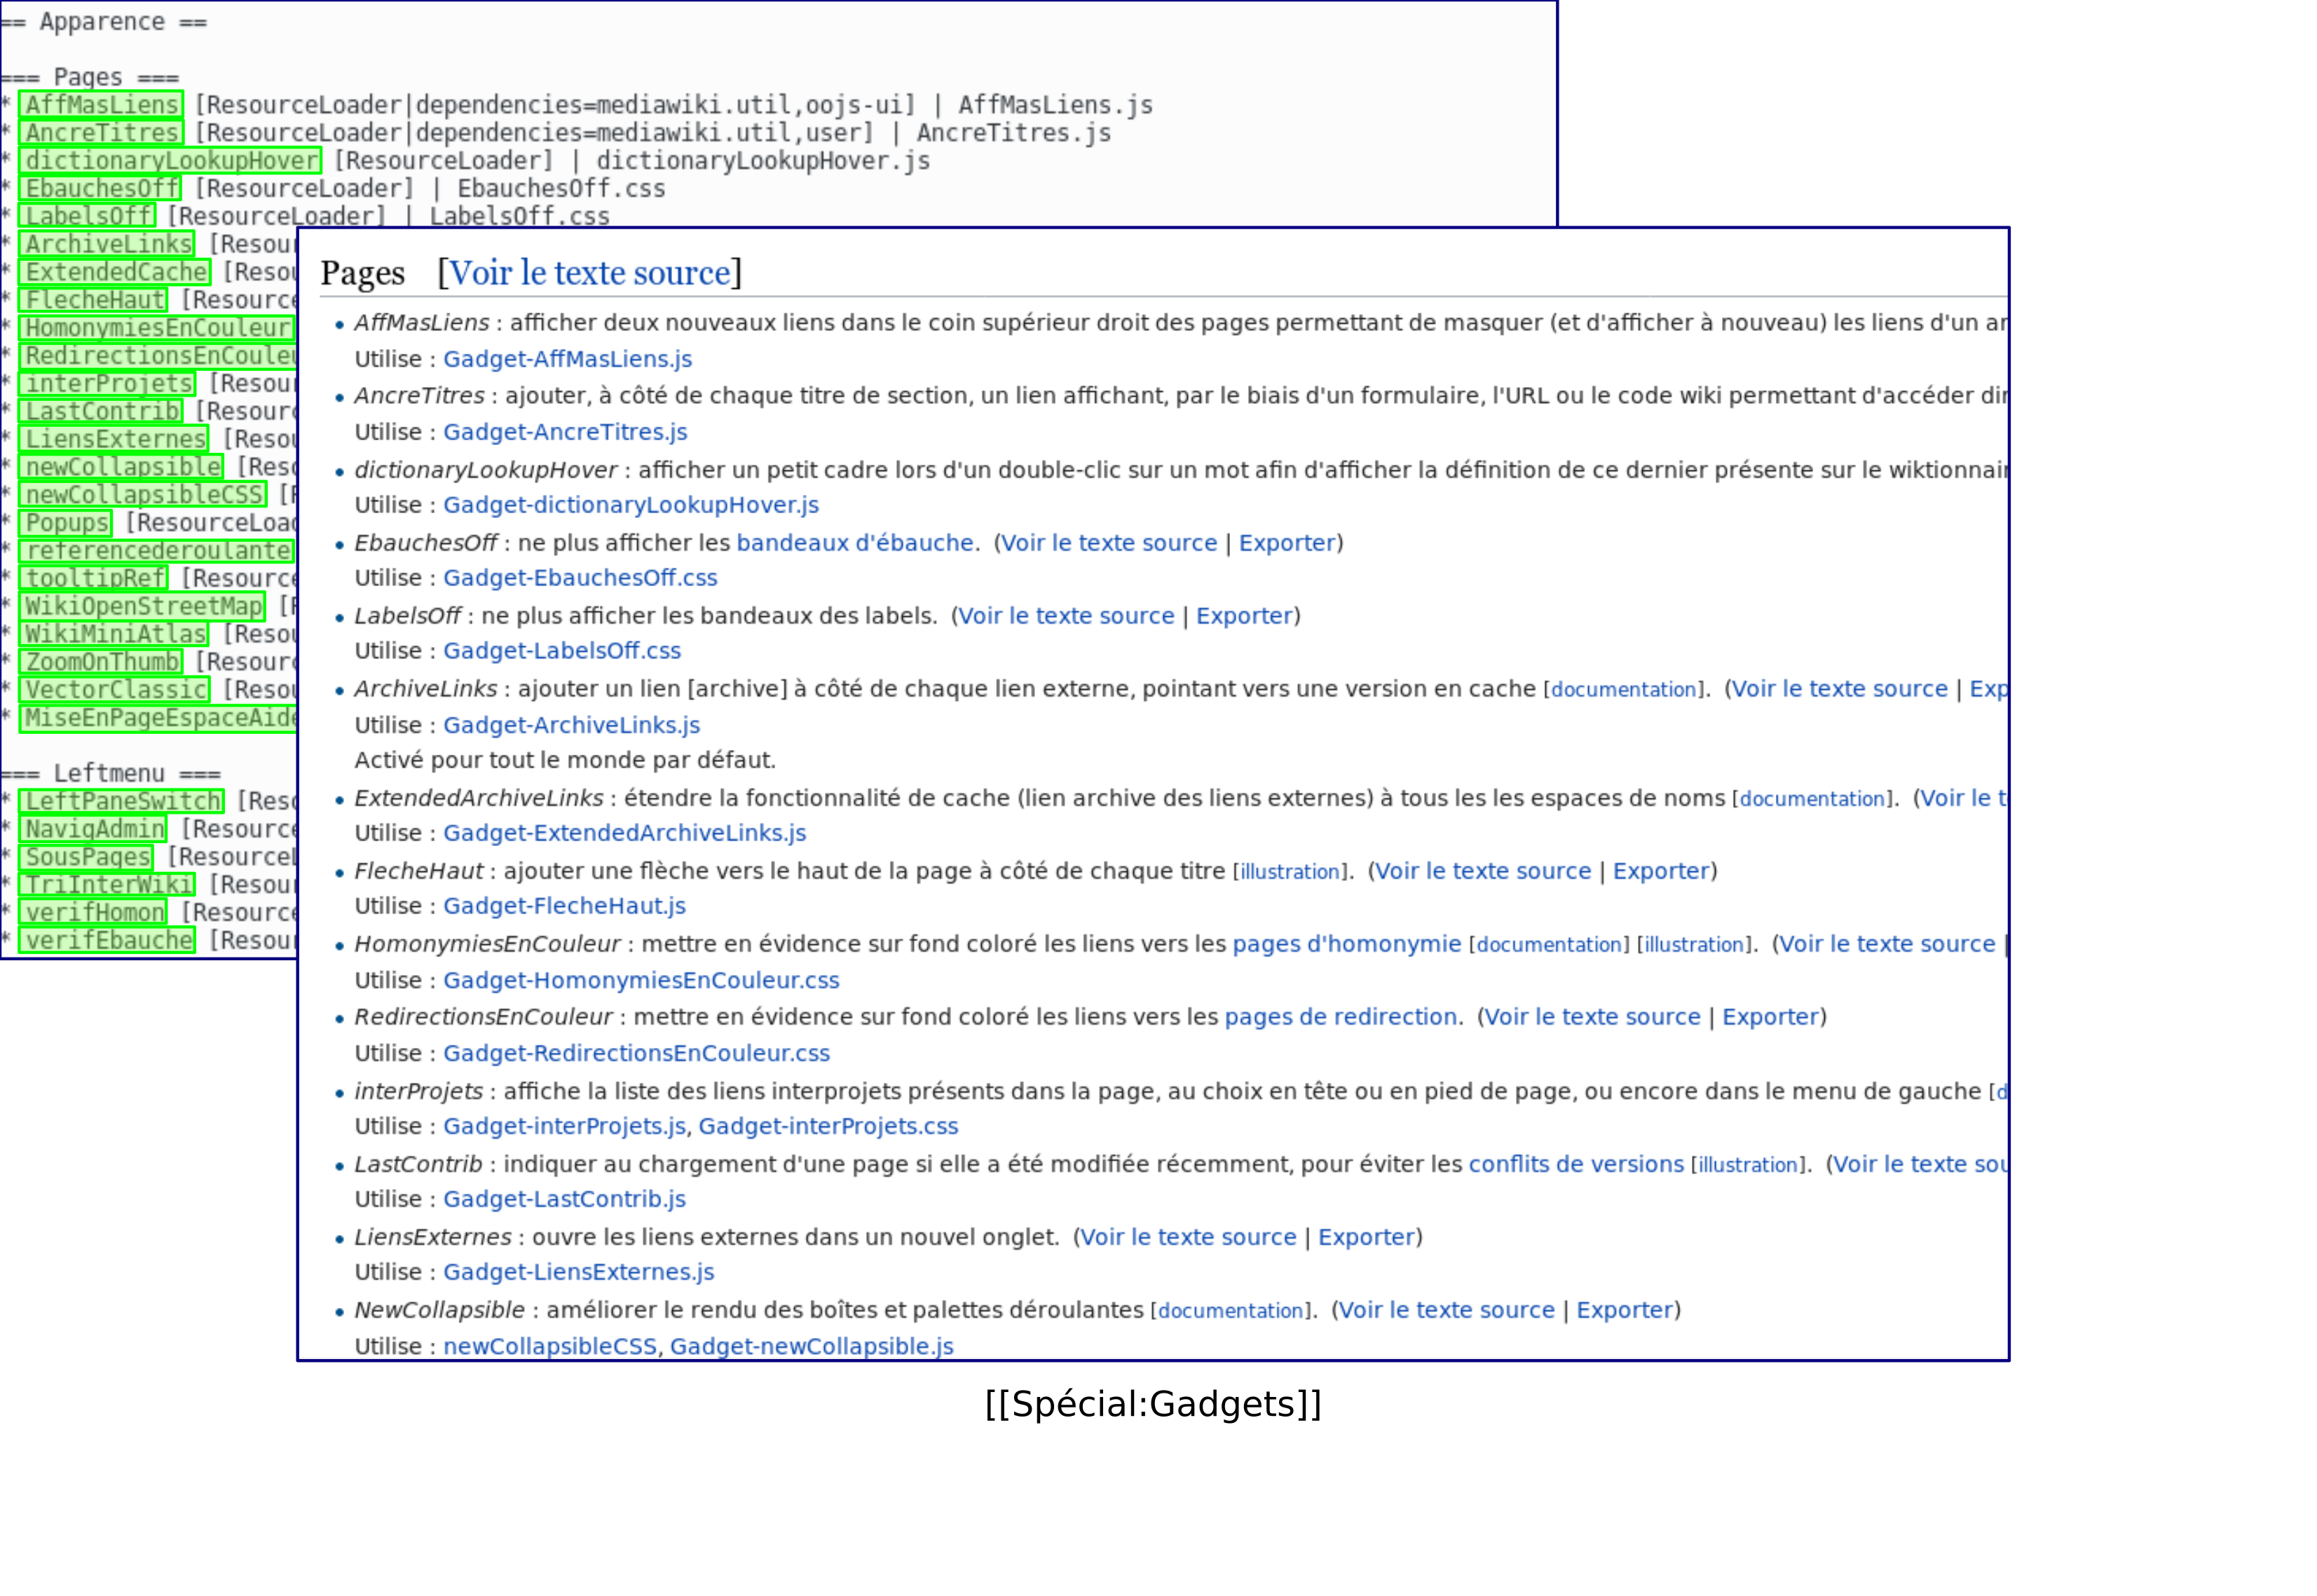 == Apparence ==
=== Pages ===
* AffMasLiens [ResourceLoader|dependencies=mediawiki.util,oojs-ui] | AffMasLiens.js
* AncreTitres [ResourceLoader|dependencies=mediawiki.util,user] | AncreTitres.js
* dictionaryLookupHover [ResourceLoader] | dictionaryLookupHover.js
* EbauchesOff [ResourceLoader] | EbauchesOff.css
* LabelsOff [ResourceLoader] | LabelsOff.css
* ArchiveLinks [Resou
* ExtendedCache [Resou
* FlecheHaut [Resource
* HomonymiesEnCouleur
* RedirectionsEnCouleu
* interProjets [Resour
* LastContrib [Resourc
* LiensExternes [Resou
* newCollapsible [Reso
* newCollapsibleCSS [R
* Popups [ResourceLoad
* referencederoulante
* tooltipRef [Resource
* WikiOpenStreetMap [R
* WikiMiniAtlas [Resou
* ZoomOnThumb [Resourc
* VectorClassic [Resou
* MiseEnPageEspaceAide
=== Leftmenu ===
* LeftPaneSwitch [Reso
* NavigAdmin [Resource
* SousPages [ResourceL
* TriInterWiki [Resour
* verifHomon [Resource
* verifEbauche [Resour
Pages [Voir le texte source]
• AffMasLiens : afficher deux nouveaux liens dans le coin supérieur droit des pages permettant de masquer (et d'afficher à nouveau) les liens d'un ar
Utilise : Gadget-AffMasLiens.js
• AncreTitres : ajouter, à côté de chaque titre de section, un lien affichant, par le biais d'un formulaire, l'URL ou le code wiki permettant d'accéder dir
Utilise : Gadget-AncreTitres.js
• dictionaryLookupHover : afficher un petit cadre lors d'un double-clic sur un mot afin d'afficher la définition de ce dernier présente sur le wiktionnair
Utilise : Gadget-dictionaryLookupHover.js
• EbauchesOff : ne plus afficher les bandeaux d'ébauche. (Voir le texte source | Exporter)
Utilise : Gadget-EbauchesOff.css
• LabelsOff : ne plus afficher les bandeaux des labels. (Voir le texte source | Exporter)
Utilise : Gadget-LabelsOff.css
• ArchiveLinks : ajouter un lien [archive] à côté de chaque lien externe, pointant vers une version en cache [documentation]. (Voir le texte source | Exp
Utilise : Gadget-ArchiveLinks.js
Activé pour tout le monde par défaut.
• ExtendedArchiveLinks : étendre la fonctionnalité de cache (lien archive des liens externes) à tous les les espaces de noms [documentation]. (Voir le t
Utilise : Gadget-ExtendedArchiveLinks.js
• FlecheHaut : ajouter une flèche vers le haut de la page à côté de chaque titre [illustration]. (Voir le texte source | Exporter)
Utilise : Gadget-FlecheHaut.js
• HomonymiesEnCouleur : mettre en évidence sur fond coloré les liens vers les pages d'homonymie [documentation] [illustration]. (Voir le texte source |
Utilise : Gadget-HomonymiesEnCouleur.css
• RedirectionsEnCouleur : mettre en évidence sur fond coloré les liens vers les pages de redirection. (Voir le texte source | Exporter)
Utilise : Gadget-RedirectionsEnCouleur.css
• interProjets : affiche la liste des liens interprojets présents dans la page, au choix en tête ou en pied de page, ou encore dans le menu de gauche [d
Utilise : Gadget-interProjets.js, Gadget-interProjets.css
• LastContrib : indiquer au chargement d'une page si elle a été modifiée récemment, pour éviter les conflits de versions [illustration]. (Voir le texte sou
Utilise : Gadget-LastContrib.js
• LiensExternes : ouvre les liens externes dans un nouvel onglet. (Voir le texte source | Exporter)
Utilise : Gadget-LiensExternes.js
• NewCollapsible : améliorer le rendu des boîtes et palettes déroulantes [documentation]. (Voir le texte source | Exporter)
Utilise : newCollapsibleCSS, Gadget-newCollapsible.js
[[Spécial:Gadgets]]